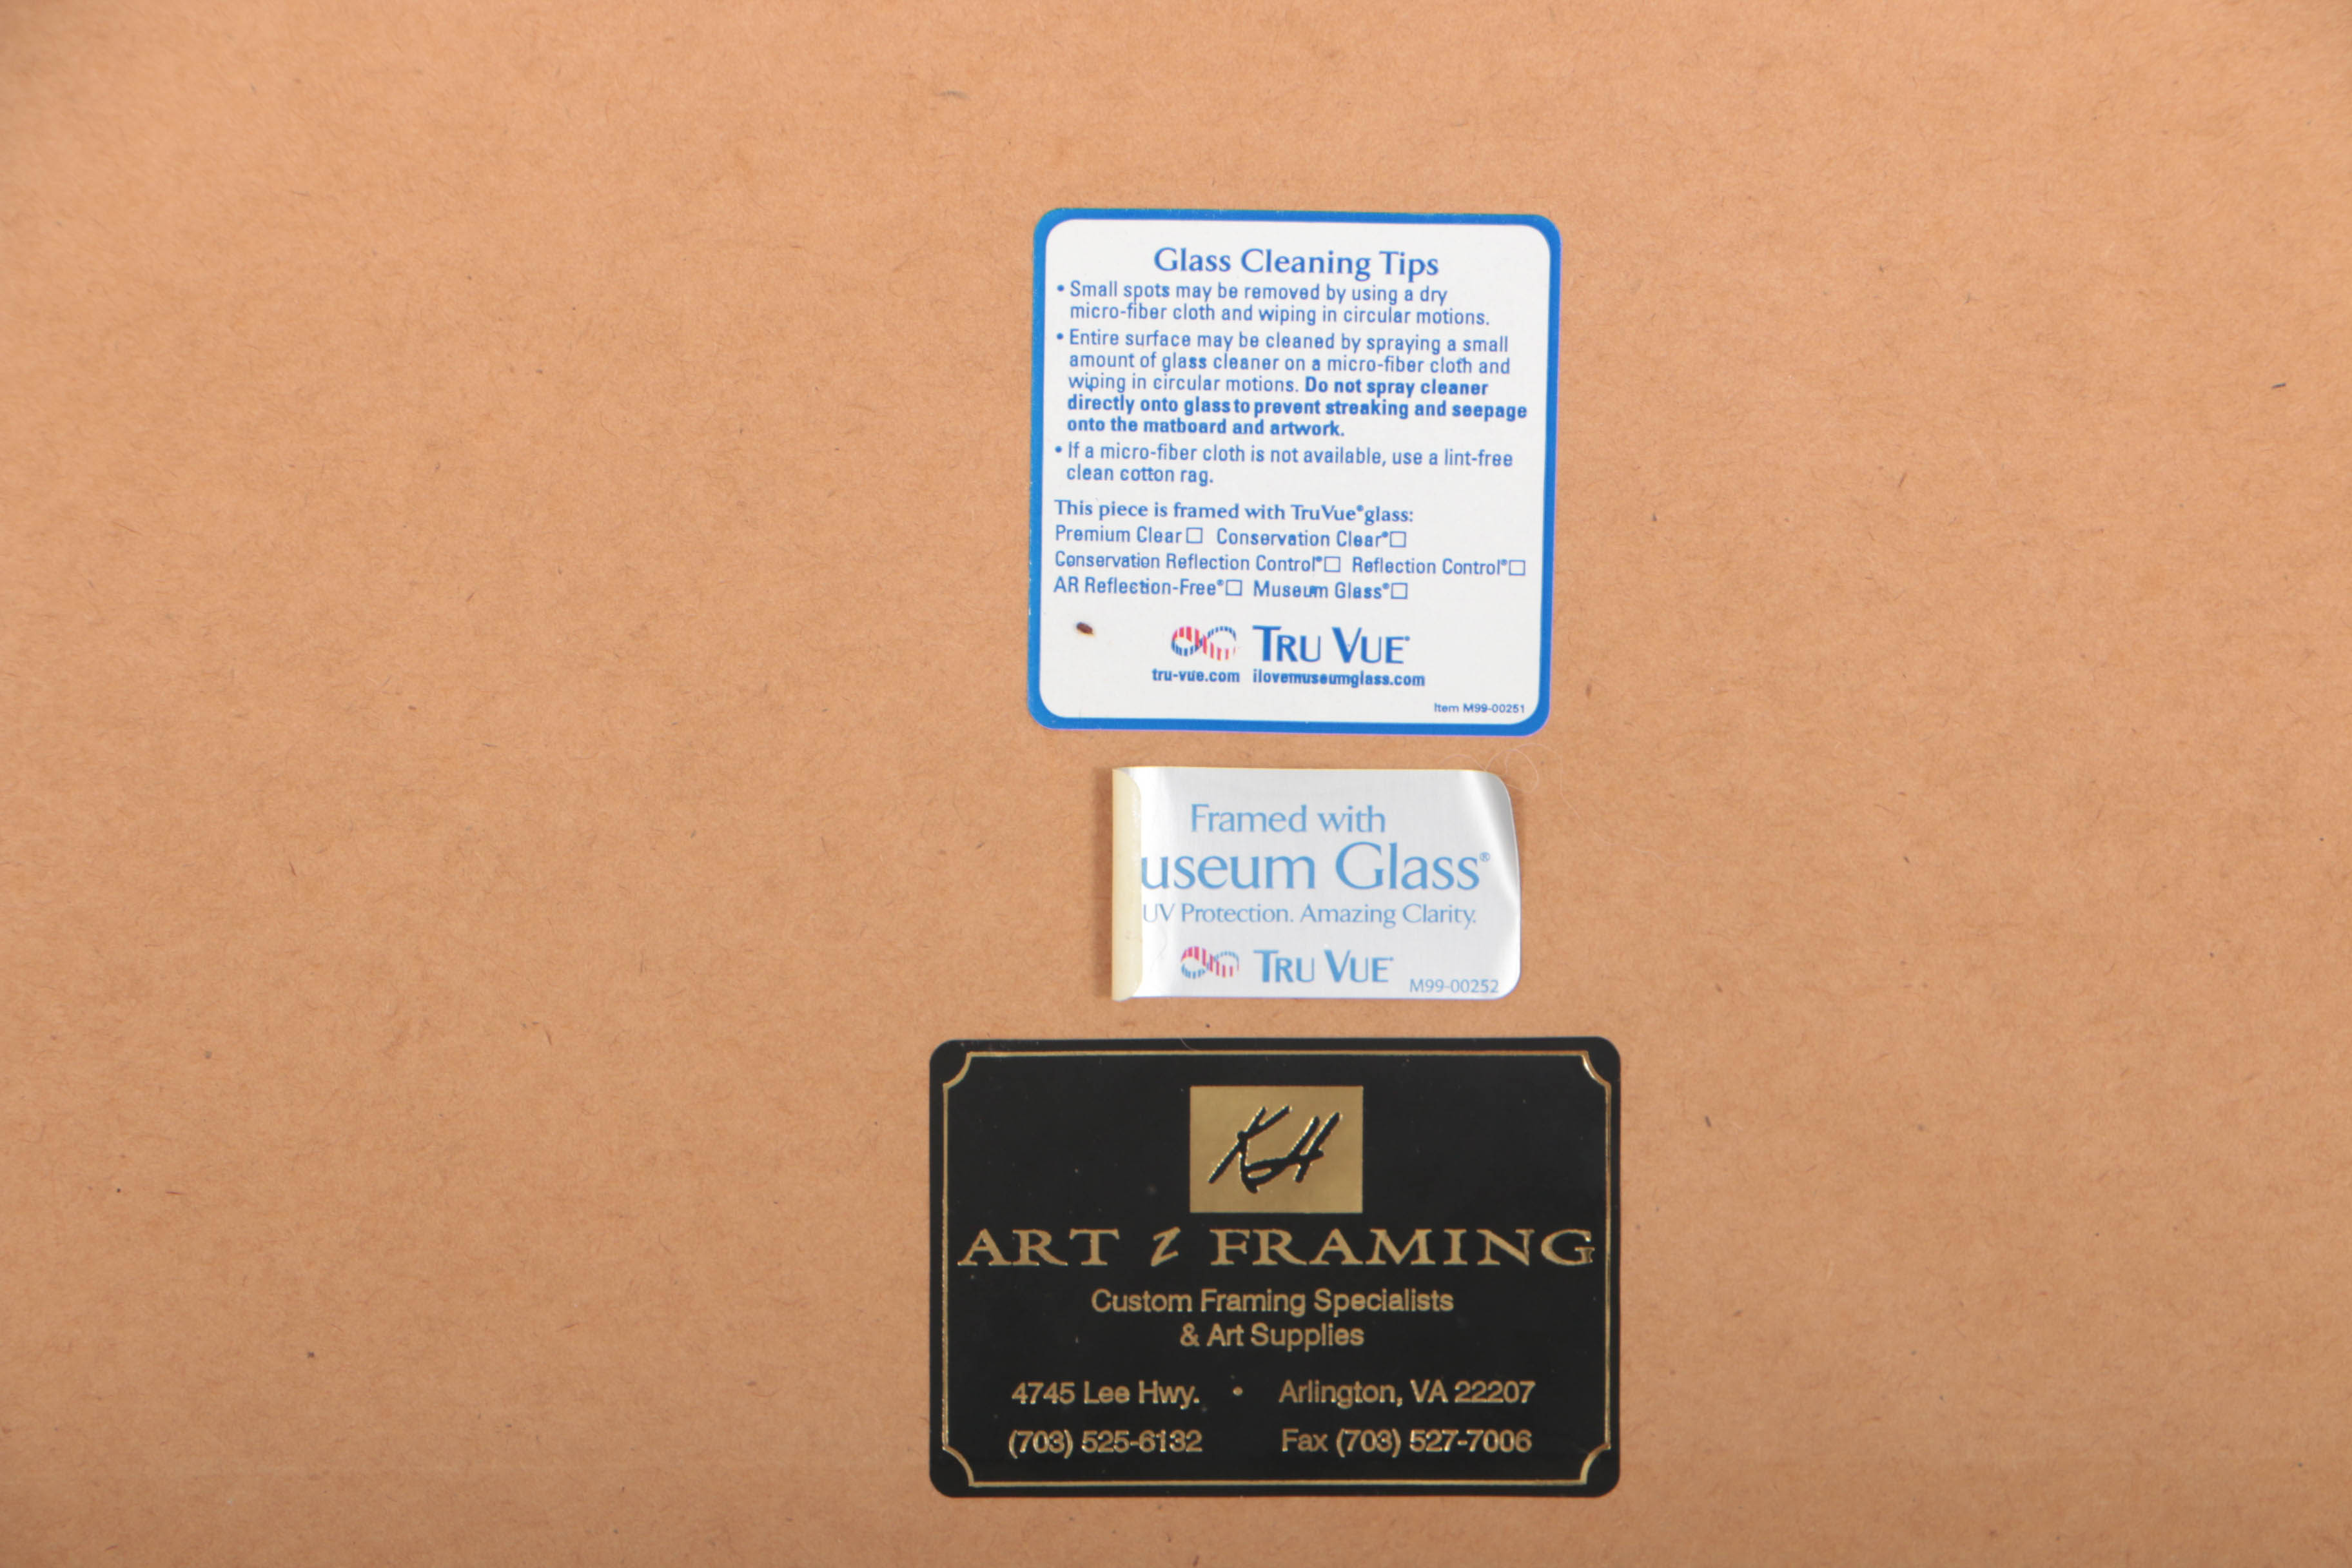 Glass Cleaning Tips
• Small spots may be removed by using a dry
micro-fiber cloth and wiping in circular motions.
• Entire surface may be cleaned by spraying a small
amount of glass cleaner on a micro-fiber cloth and
wiping in circular motions. Do not spray cleaner
directly onto glass to prevent streaking and seepage
onto the matboard and artwork.
• If a micro-fiber cloth is not available, use a lint-free
clean cotton rag.
This piece is framed with Tru Vue® glass:
Premium Clear☐ Conservation Clear®☐
Conservation Reflection Control®☐ Reflection Control®☐
AR Reflection-Free®☐ Museum Glass®☐
TRU VUE®
tru-vue.com ilovemuseumglass.com
Item M99-00251
Framed with
useum Glass®
UV Protection. Amazing Clarity.
TRU VUE®
M99-00252
KH
ART & FRAMING
Custom Framing Specialists
& Art Supplies
4745 Lee Hwy. • Arlington, VA 22207
(703) 525-6132 Fax (703) 527-7006